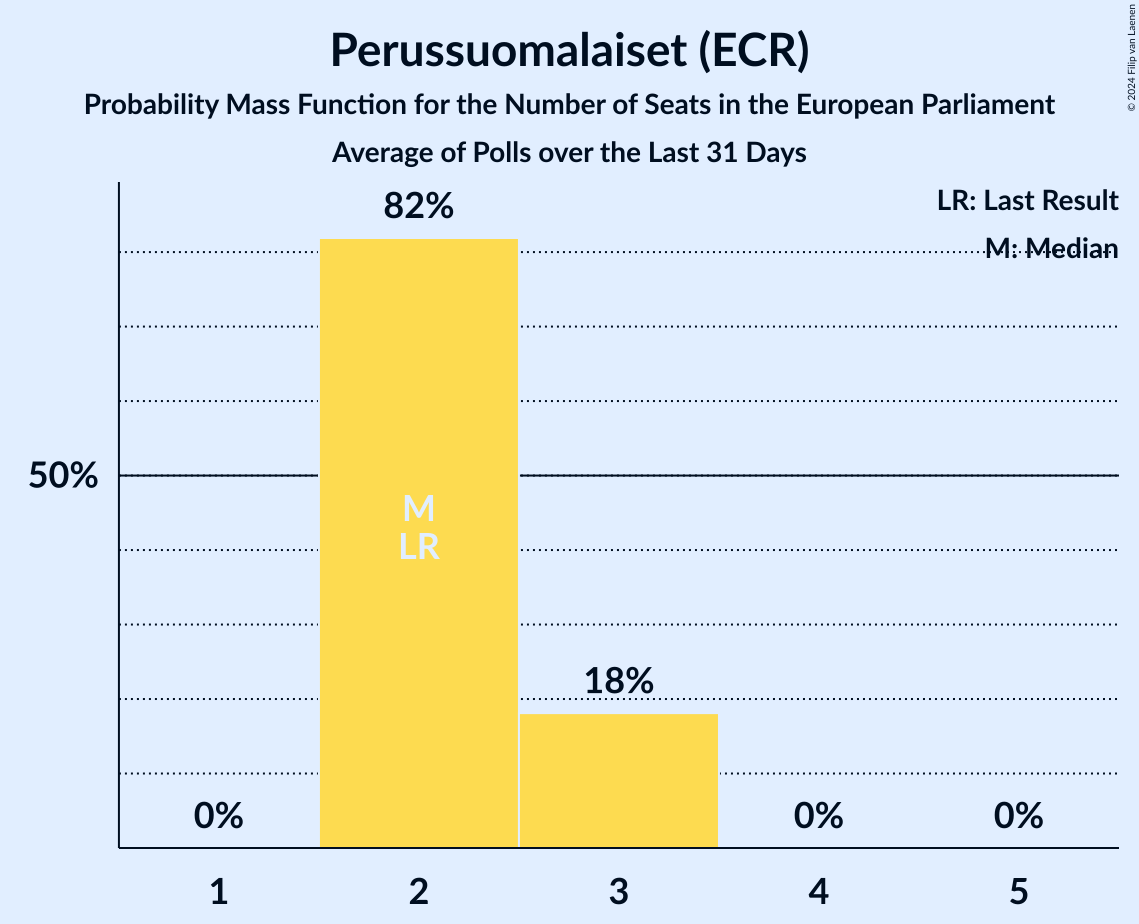 Perussuomalaiset (ECR)
Probability Mass Function for the Number of Seats in the European Parliament
Average of Polls over the Last 31 Days
© 2024 Filip van Laenen
LR: Last Result
M: Median
82%
50%
M
LR
18%
0%
0%
0%
1
2
3
4
5